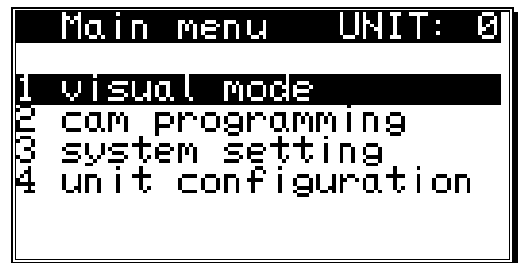 Main menu UNIT: 0
1 visual mode
2 cam programming
3 system setting
4 unit configuration